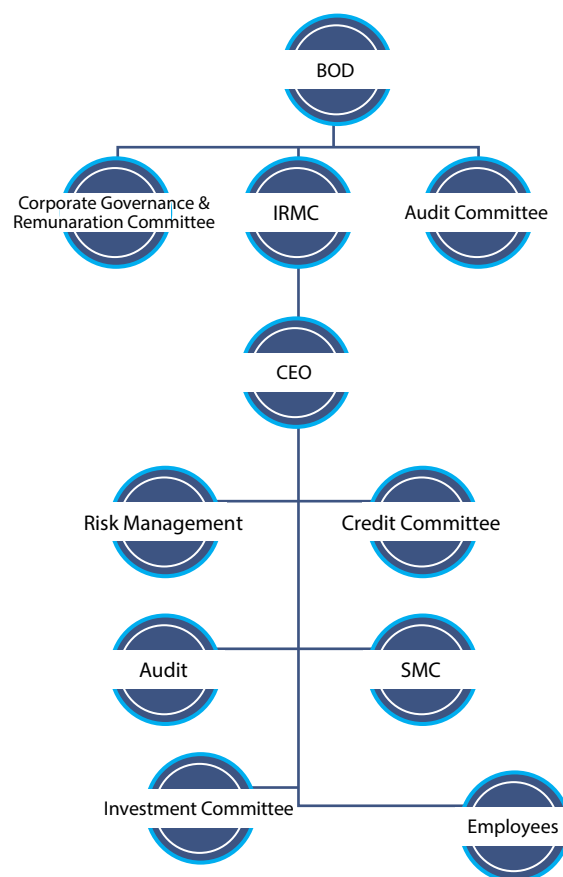 BOD
Corporate Governance &
Remunaration Committee
IRMC
Audit Committee
CEO
Risk Management
Credit Committee
Audit
SMC
Investment Committee
Employees